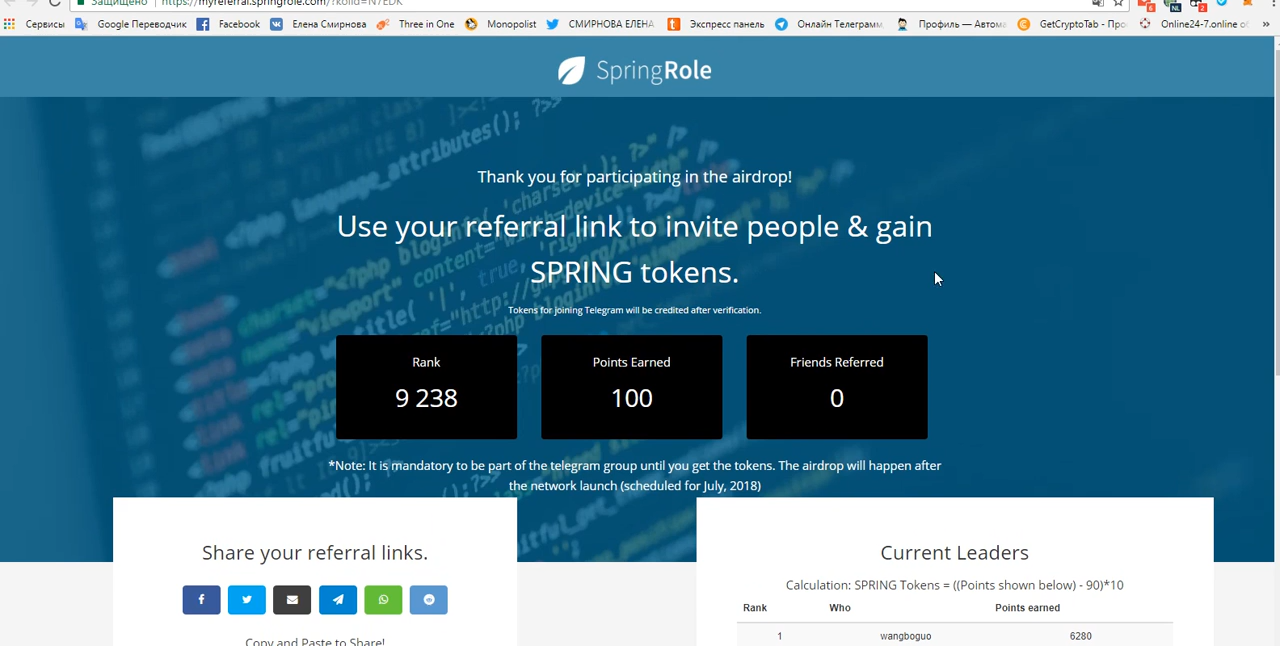 Защищено https://myreferral.springrole.com/?kolid=N7EDK
Сервисы Google Переводчик Facebook Елена Смирнова Three in One Monopolist СМИРНОВА ЕЛЕНА Экспресс панель Онлайн Телеграмм Профиль — Автома GetCryptoTab - Про Online24-7.online о »
SpringRole
Thank you for participating in the airdrop!
Use your referral link to invite people & gain
SPRING tokens.
Tokens for joining Telegram will be credited after verification.
Rank Points Earned Friends Referred
9 238 100 0
*Note: It is mandatory to be part of the telegram group until you get the tokens. The airdrop will happen after
the network launch (scheduled for July, 2018)
Share your referral links.
Copy and Paste to Share!
Current Leaders
Calculation: SPRING Tokens = ((Points shown below) - 90)*10
Rank Who Points earned
1 wangboguo 6280